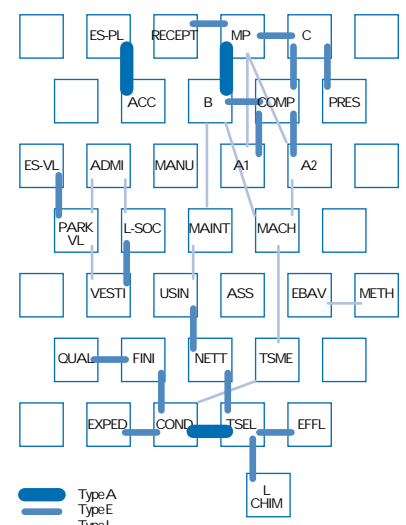 ES-PL RECEPT MP C
ACC B COMP PRES
ES-VL ADMI MANU A1 A2
PARK
VL
L-SOC MAINT MACH
VESTI USIN ASS EBAV METH
QUAL FINI NETT TSME
EXPED COND TSEL EFFL
L
CHIM
Type A
Type E
Type I